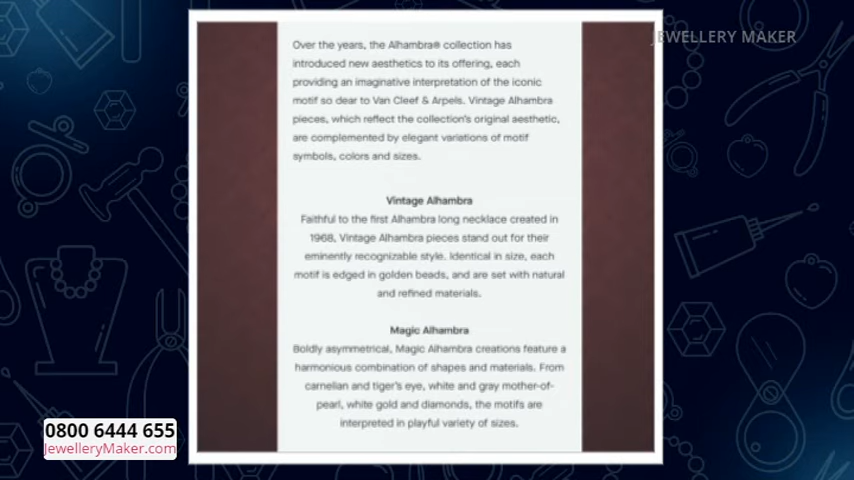 JEWELLERY MAKER
Over the years, the Alhambra® collection has
introduced new aesthetics to its offering, each
providing an imaginative interpretation of the iconic
motif so dear to Van Cleef & Arpels. Vintage Alhambra
pieces, which reflect the collection's original aesthetic,
are complemented by elegant variations of motif
symbols, colors and sizes.
Vintage Alhambra
Faithful to the first Alhambra long necklace created in
1968, Vintage Alhambra pieces stand out for their
eminently recognizable style. Identical in size, each
motif is edged in golden beads, and are set with natural
and refined materials.
Magic Alhambra
Boldly asymmetrical, Magic Alhambra creations feature a
harmonious combination of shapes and materials. From
carnelian and tiger's eye, white and gray mother-of-
pearl, white gold and diamonds, the motifs are
interpreted in playful variety of sizes.
0800 6444 655
JewelleryMaker.com